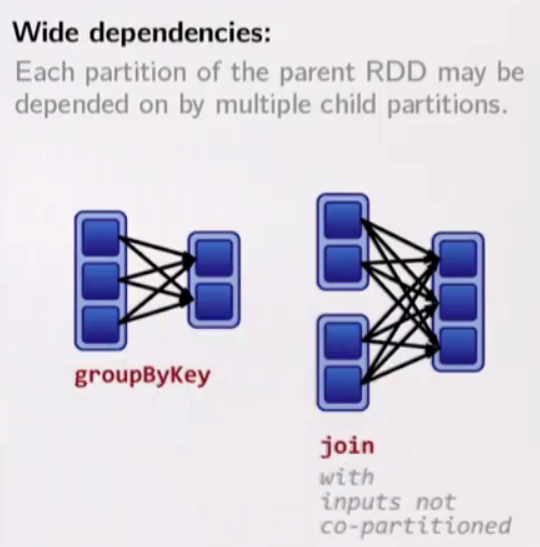 Wide dependencies:
Each partition of the parent RDD may be
depended on by multiple child partitions.
groupByKey
join
with
inputs not
co-partitioned